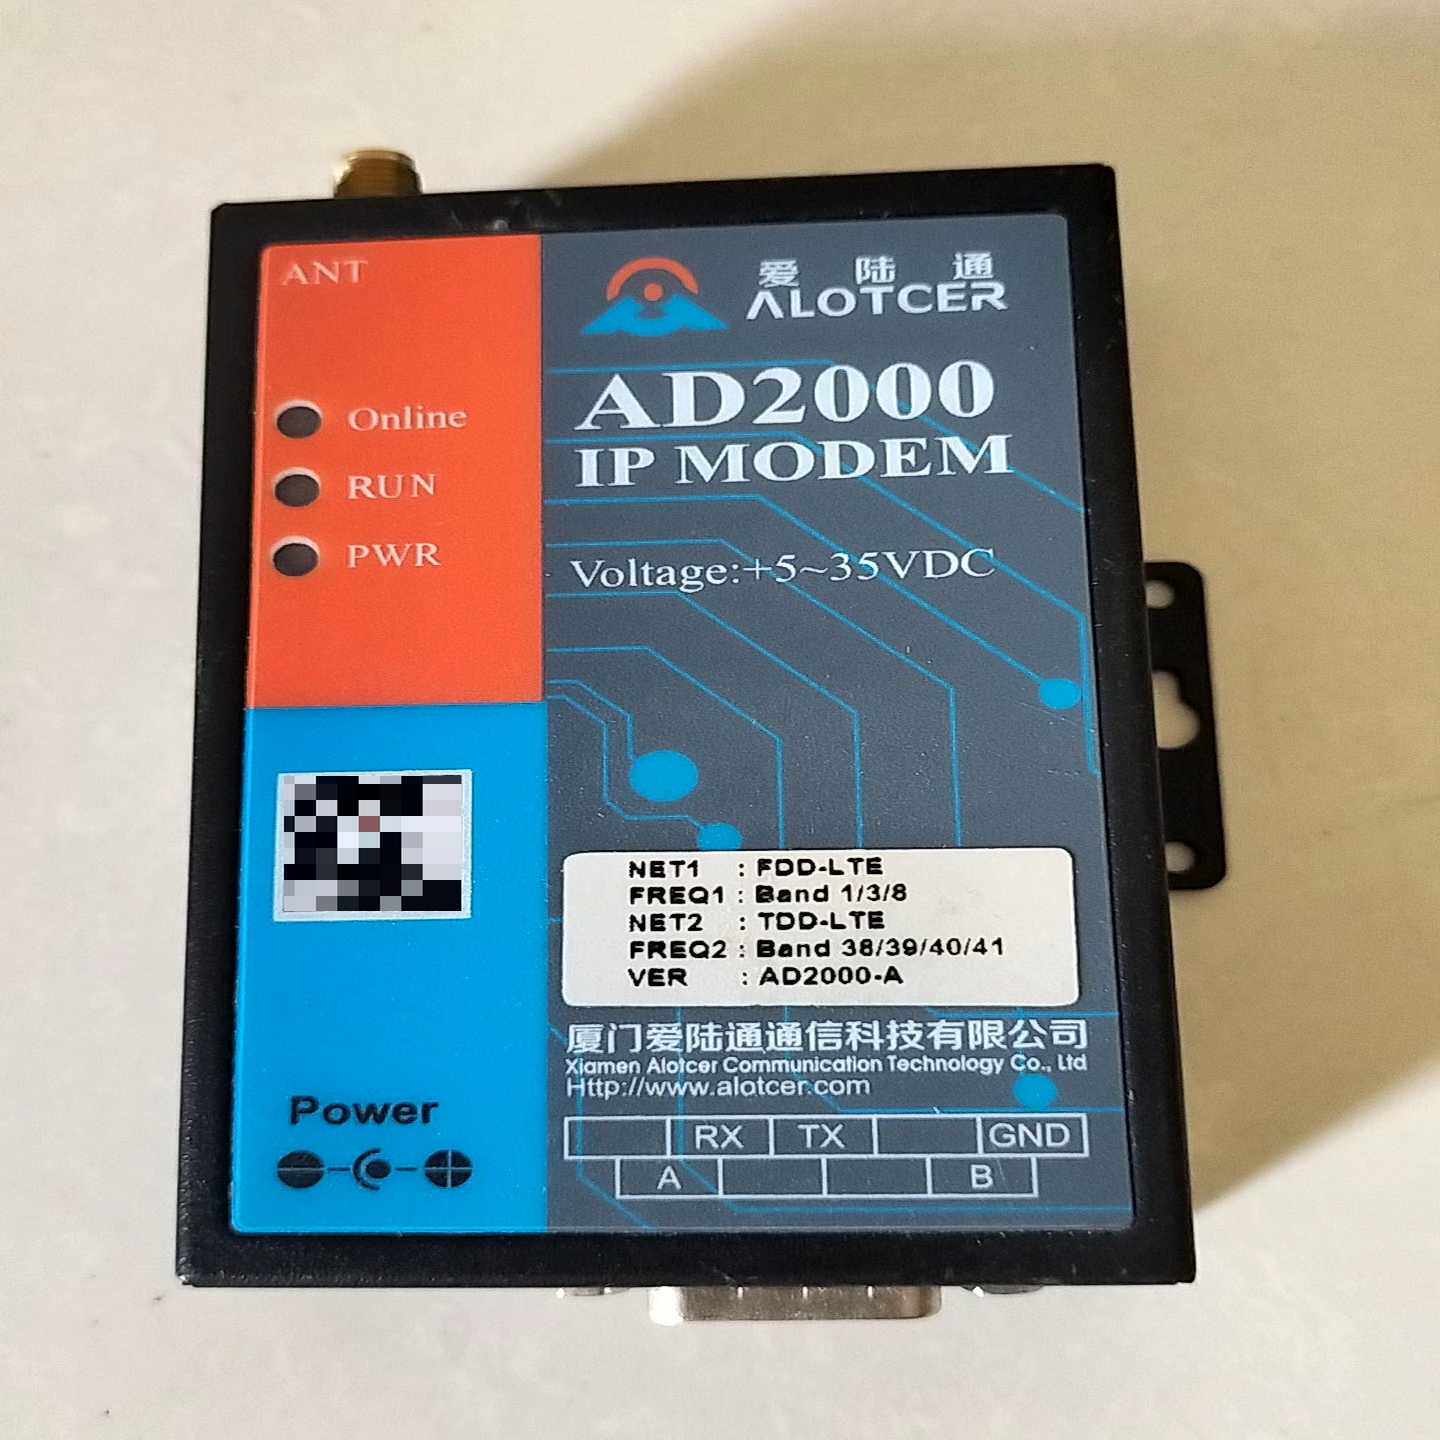 ANT
Online
RUN
PWR
爱陆通
ALOTCER
AD2000
IP MODEM
Voltage:+5~35VDC
NET1 : FDD-LTE
FREQ1 : Band 1/3/8
NET2 : TDD-LTE
FREQ2 : Band 38/39/40/41
VER : AD2000-A
厦门爱陆通通信科技有限公司
Xiamen Alotcer Communication Technology Co., Ltd
Http://www.alotcer.com
Power
RX TX GND
A B